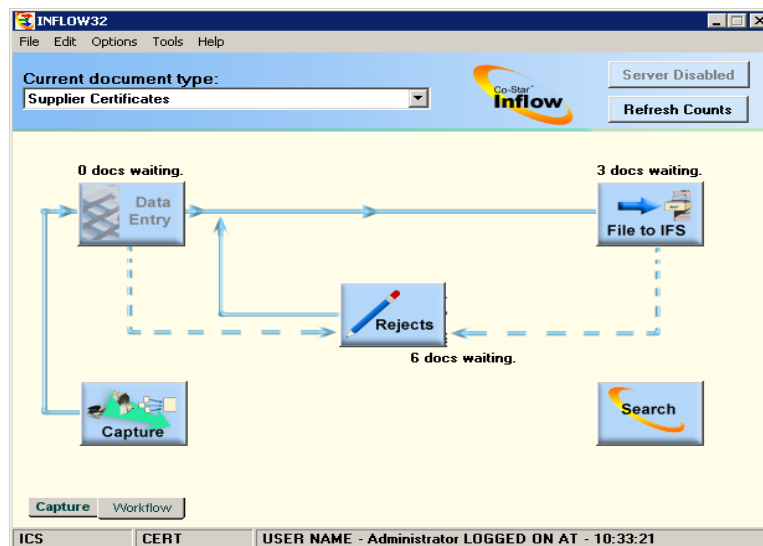 INFLOW32
File Edit Options Tools Help
Current document type:
Supplier Certificates
Co-Star™
Inflow
Server Disabled
Refresh Counts
0 docs waiting.
3 docs waiting.
Data
Entry
File to IFS
Rejects
6 docs waiting.
Capture
Search
Capture Workflow
ICS CERT USER NAME - Administrator LOGGED ON AT - 10:33:21